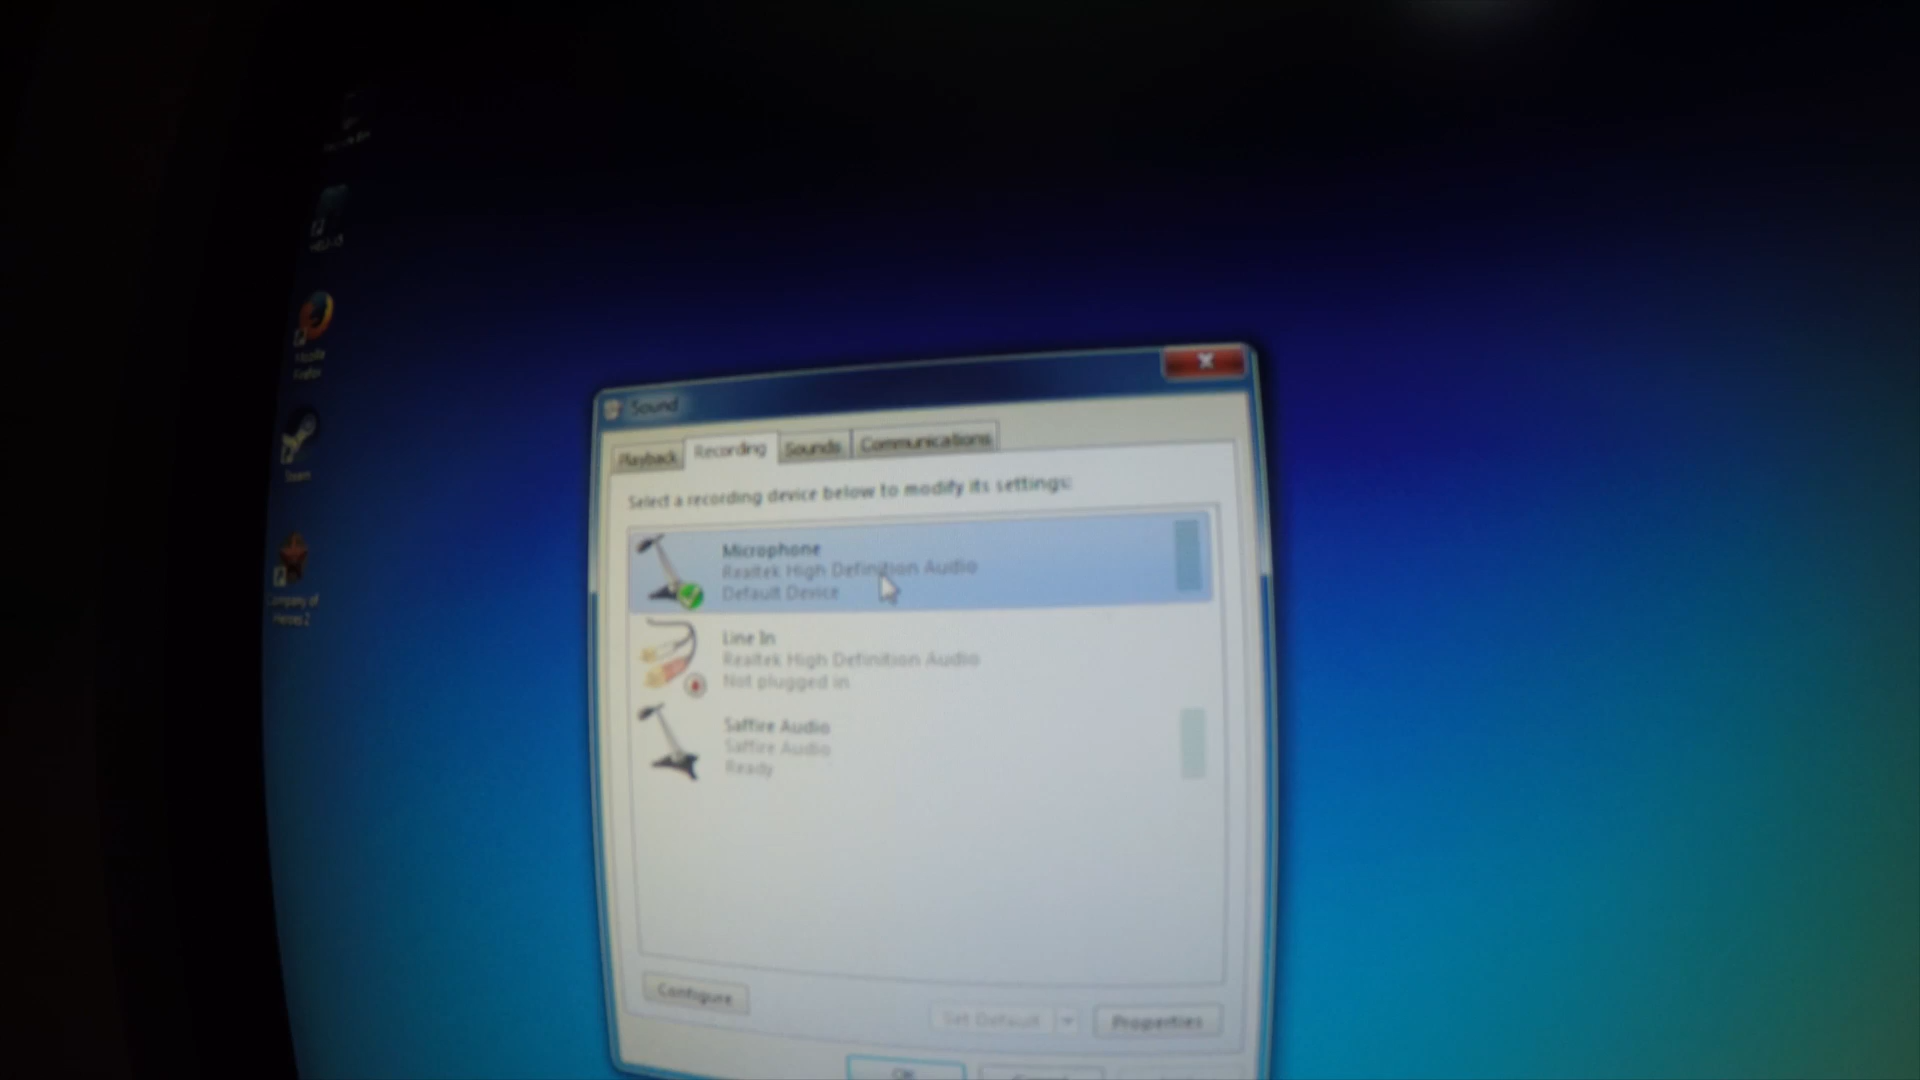 Mozilla
Firefox
Steam
Company of
Heroes 2
Sound
Playback
Recording
Sounds
Communications
Select a recording device below to modify its settings:
Microphone
Realtek High Definition Audio
Default Device
Line In
Realtek High Definition Audio
Not plugged in
Saffire Audio
Saffire Audio
Ready
Configure
Set Default
Properties
OK